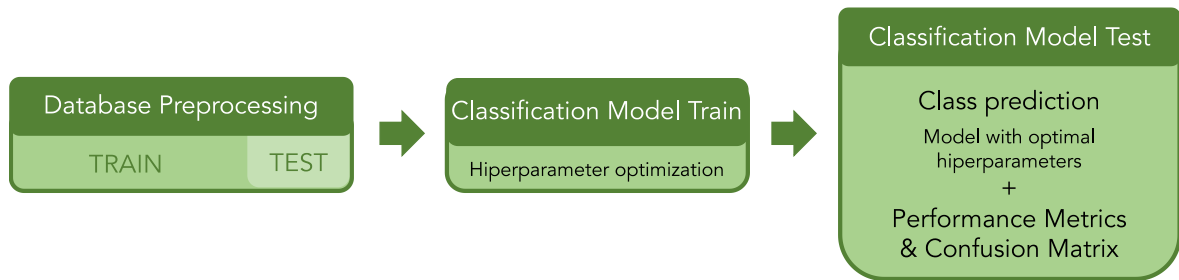 Database Preprocessing
TRAIN
TEST
Classification Model Train
Hiperparameter optimization
Classification Model Test
Class prediction
Model with optimal
hiperparameters
+
Performance Metrics
& Confusion Matrix